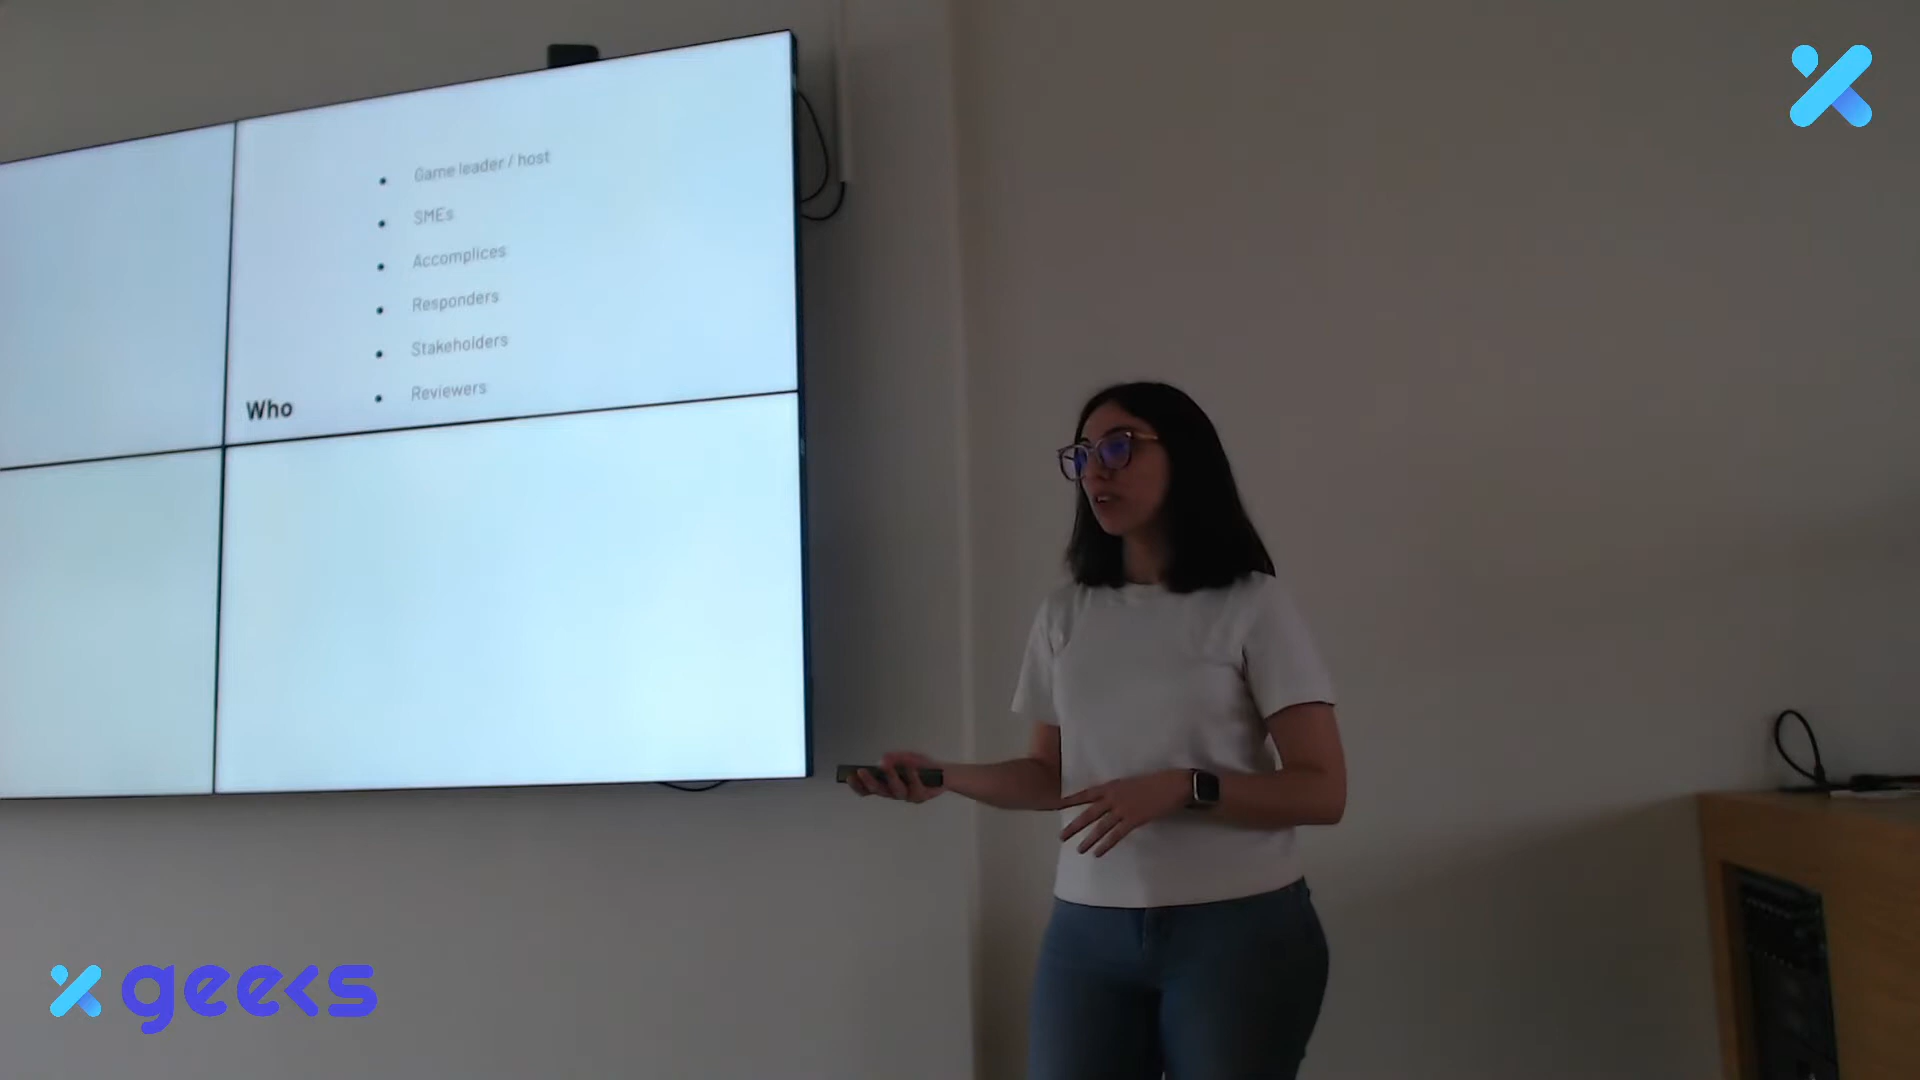 Game leader / host
SMEs
Accomplices
Responders
Stakeholders
Reviewers
Who
geeks